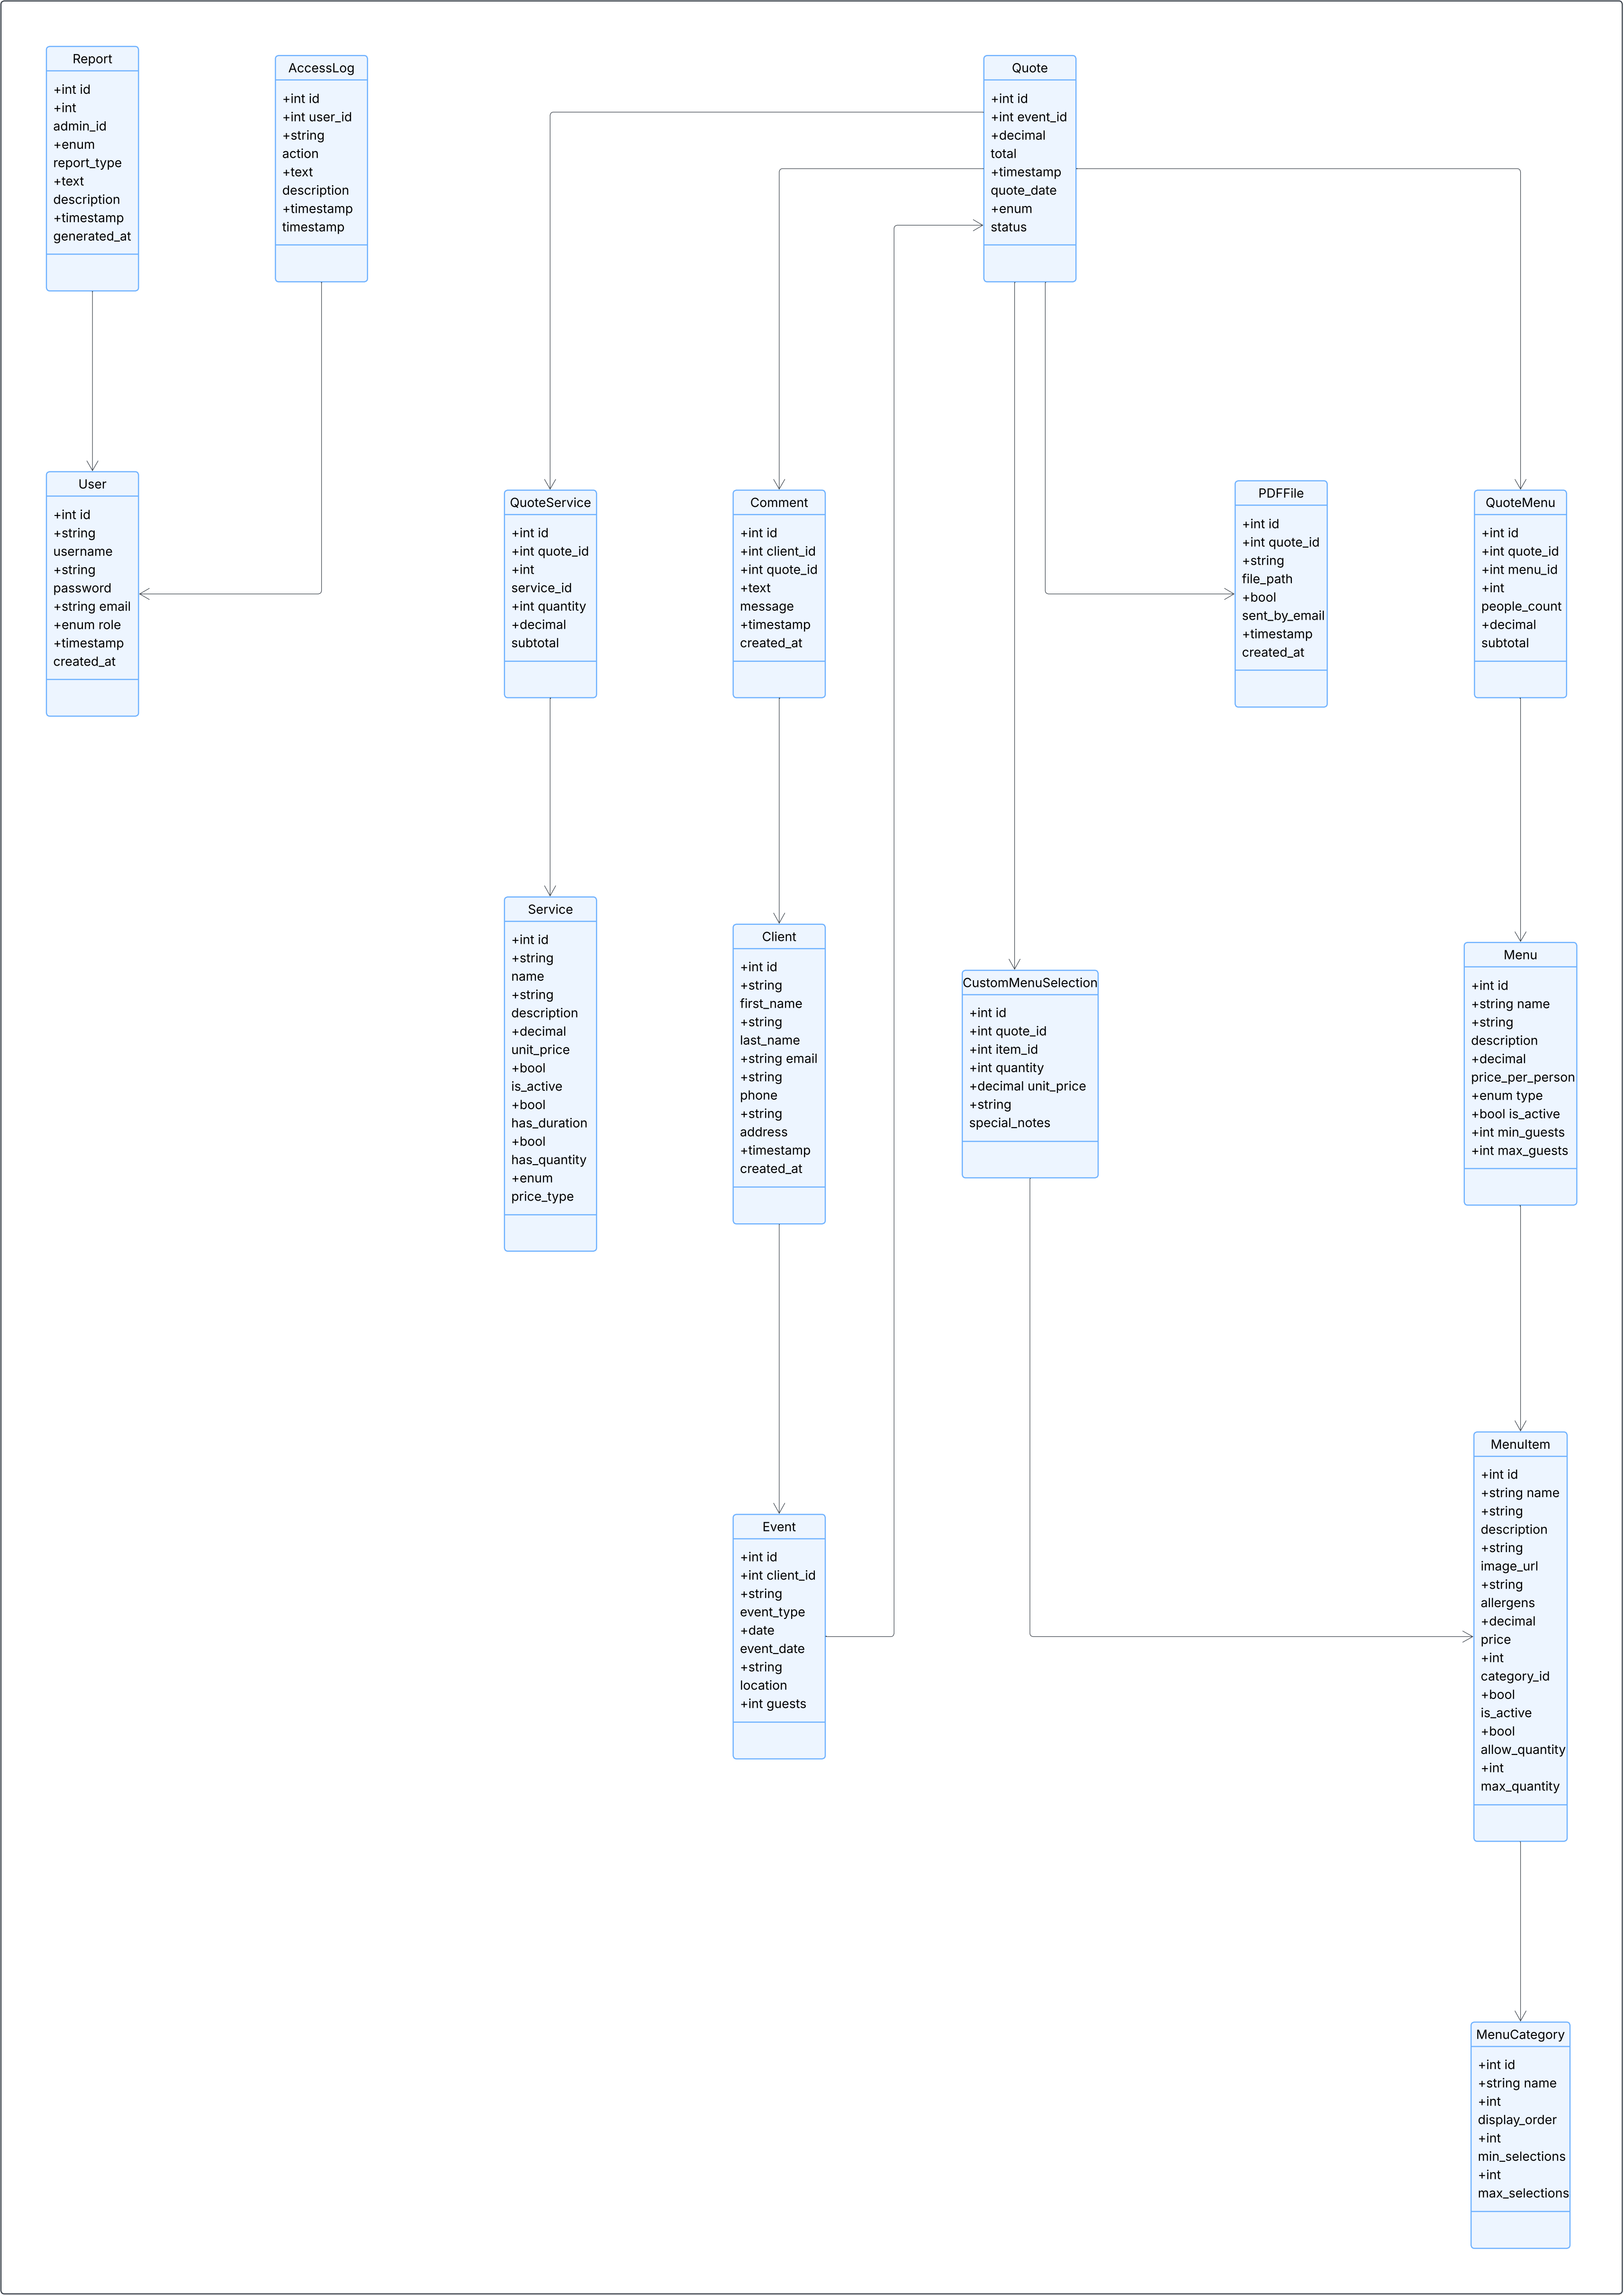 Report
+int id
+int
admin_id
+enum
report_type
+text
description
+timestamp
generated_at
AccessLog
+int id
+int user_id
+string
action
+text
description
+timestamp
timestamp
Quote
+int id
+int event_id
+decimal
total
+timestamp
quote_date
+enum
status
User
+int id
+string
username
+string
password
+string email
+enum role
+timestamp
created_at
QuoteService
+int id
+int quote_id
+int
service_id
+int quantity
+decimal
subtotal
Comment
+int id
+int client_id
+int quote_id
+text
message
+timestamp
created_at
PDFFile
+int id
+int quote_id
+string
file_path
+bool
sent_by_email
+timestamp
created_at
QuoteMenu
+int id
+int quote_id
+int menu_id
+int
people_count
+decimal
subtotal
Service
+int id
+string
name
+string
description
+decimal
unit_price
+bool
is_active
+bool
has_duration
+bool
has_quantity
+enum
price_type
Client
+int id
+string
first_name
+string
last_name
+string email
+string
phone
+string
address
+timestamp
created_at
CustomMenuSelection
+int id
+int quote_id
+int item_id
+int quantity
+decimal unit_price
+string
special_notes
Menu
+int id
+string name
+string
description
+decimal
price_per_person
+enum type
+bool is_active
+int min_guests
+int max_guests
Event
+int id
+int client_id
+string
event_type
+date
event_date
+string
location
+int guests
MenuItem
+int id
+string name
+string
description
+string
image_url
+string
allergens
+decimal
price
+int
category_id
+bool
is_active
+bool
allow_quantity
+int
max_quantity
MenuCategory
+int id
+string name
+int
display_order
+int
min_selections
+int
max_selections